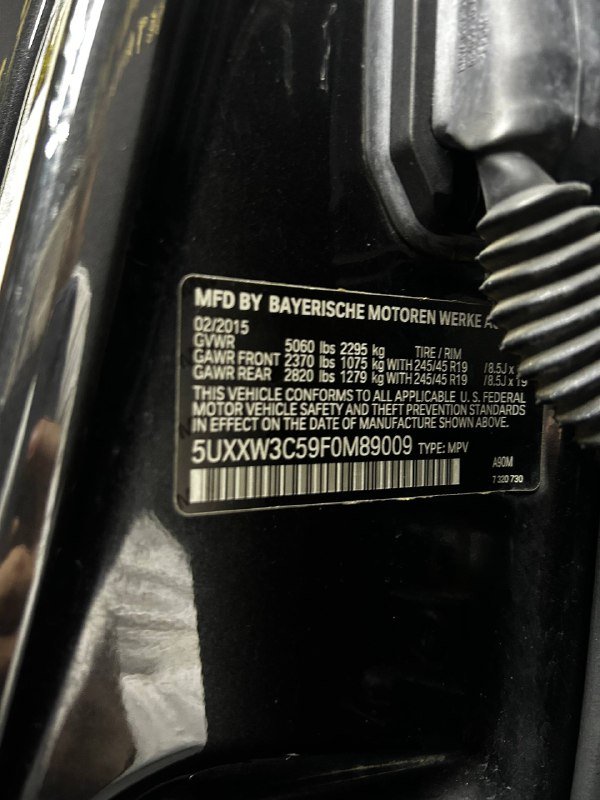 MFD BY BAYERISCHE MOTOREN WERKE
02/2015
GVWR 5060 lbs 2295 kg TIRE / RIM
GAWR FRONT 2370 lbs 1075 kg WITH 245/45 R19 / 8.5J x
GAWR REAR 2820 lbs 1279 kg WITH 245/45 R19 / 8.5J x 19
THIS VEHICLE CONFORMS TO ALL APPLICABLE U. S. FEDERAL
MOTOR VEHICLE SAFETY AND THEFT PREVENTION STANDARDS
IN EFFECT ON THE DATE OF MANUFACTURE SHOWN ABOVE.
5UXXW3C59F0M89009 TYPE: MPV
A90M
7 320 730